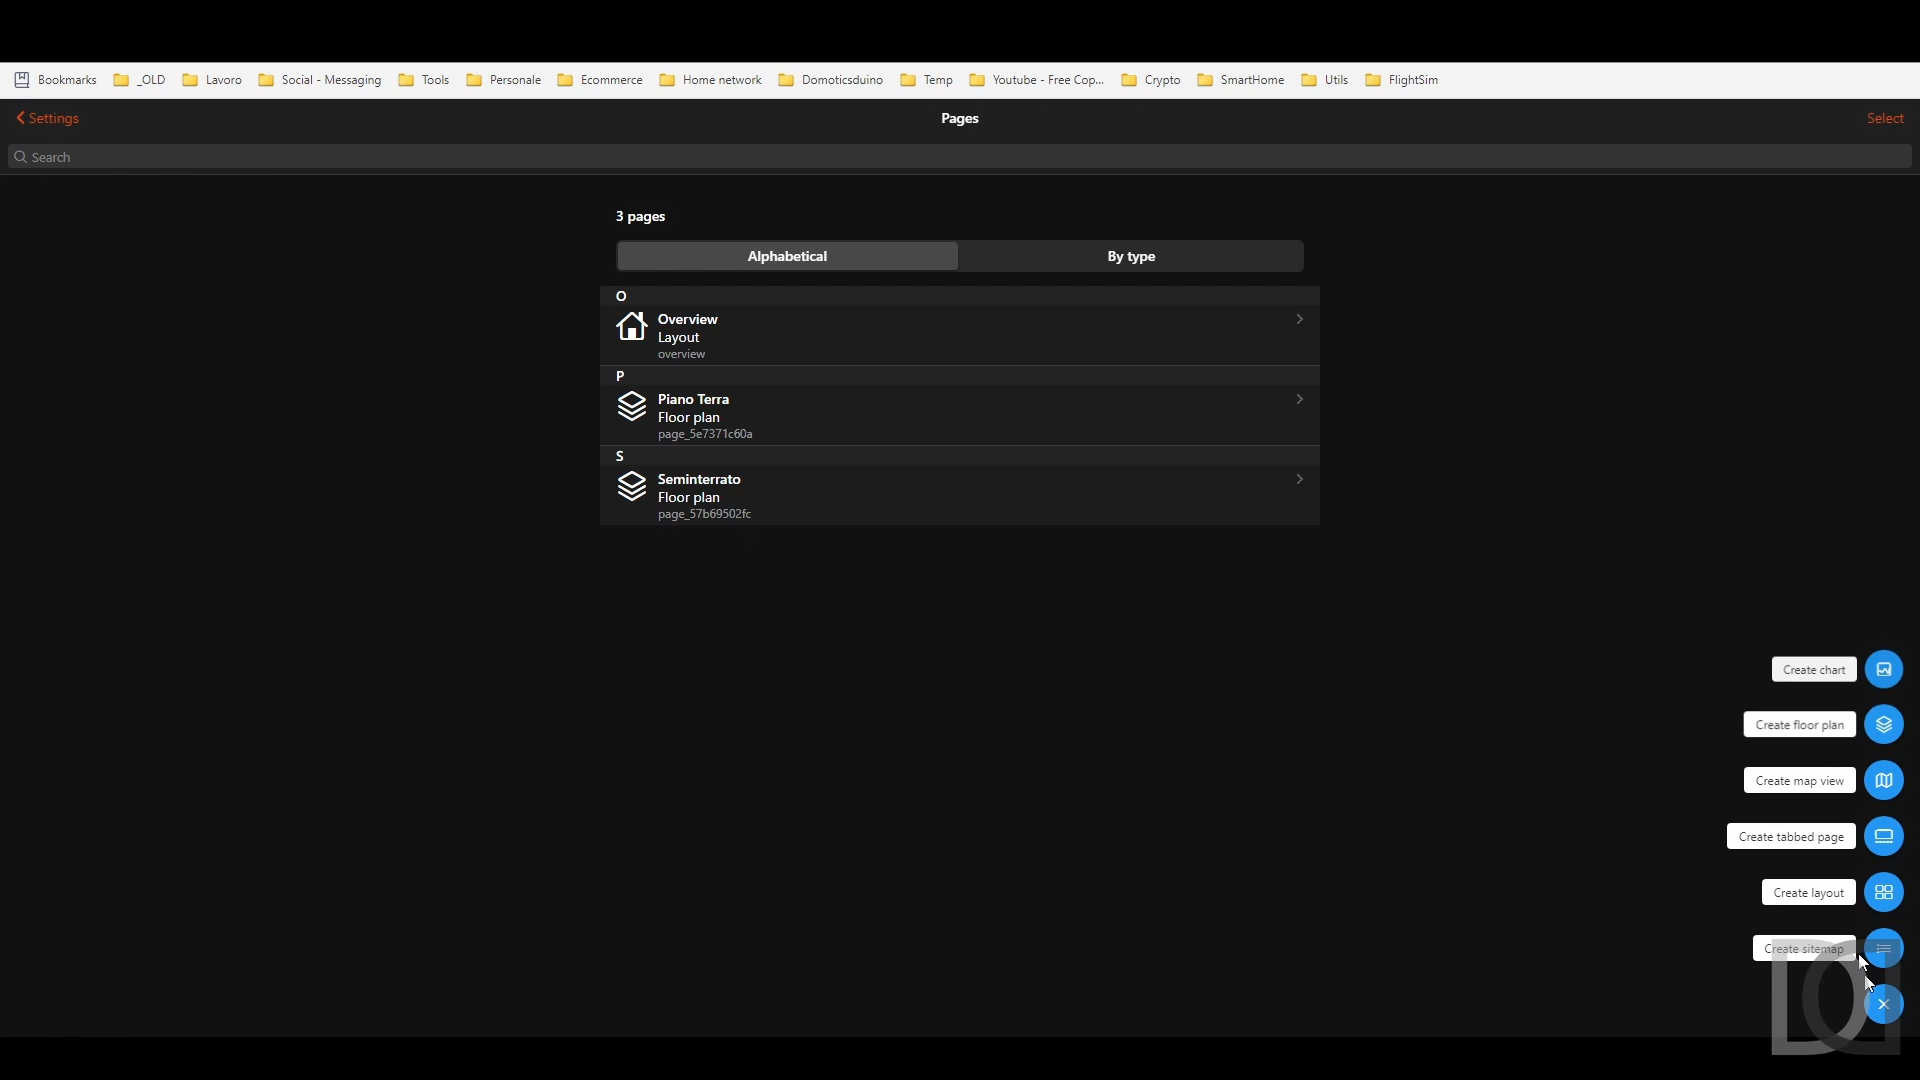 Bookmarks _OLD Lavoro Social - Messaging Tools Personale Ecommerce Home network Domoticsduino Temp Youtube - Free Cop... Crypto SmartHome Utils FlightSim
Settings Pages Select
Search
3 pages
Alphabetical By type
O
Overview
Layout
overview
P
Piano Terra
Floor plan
page_5e7371c60a
S
Seminterrato
Floor plan
page_57b69502fc
Create chart
Create floor plan
Create map view
Create tabbed page
Create layout
Create sitemap